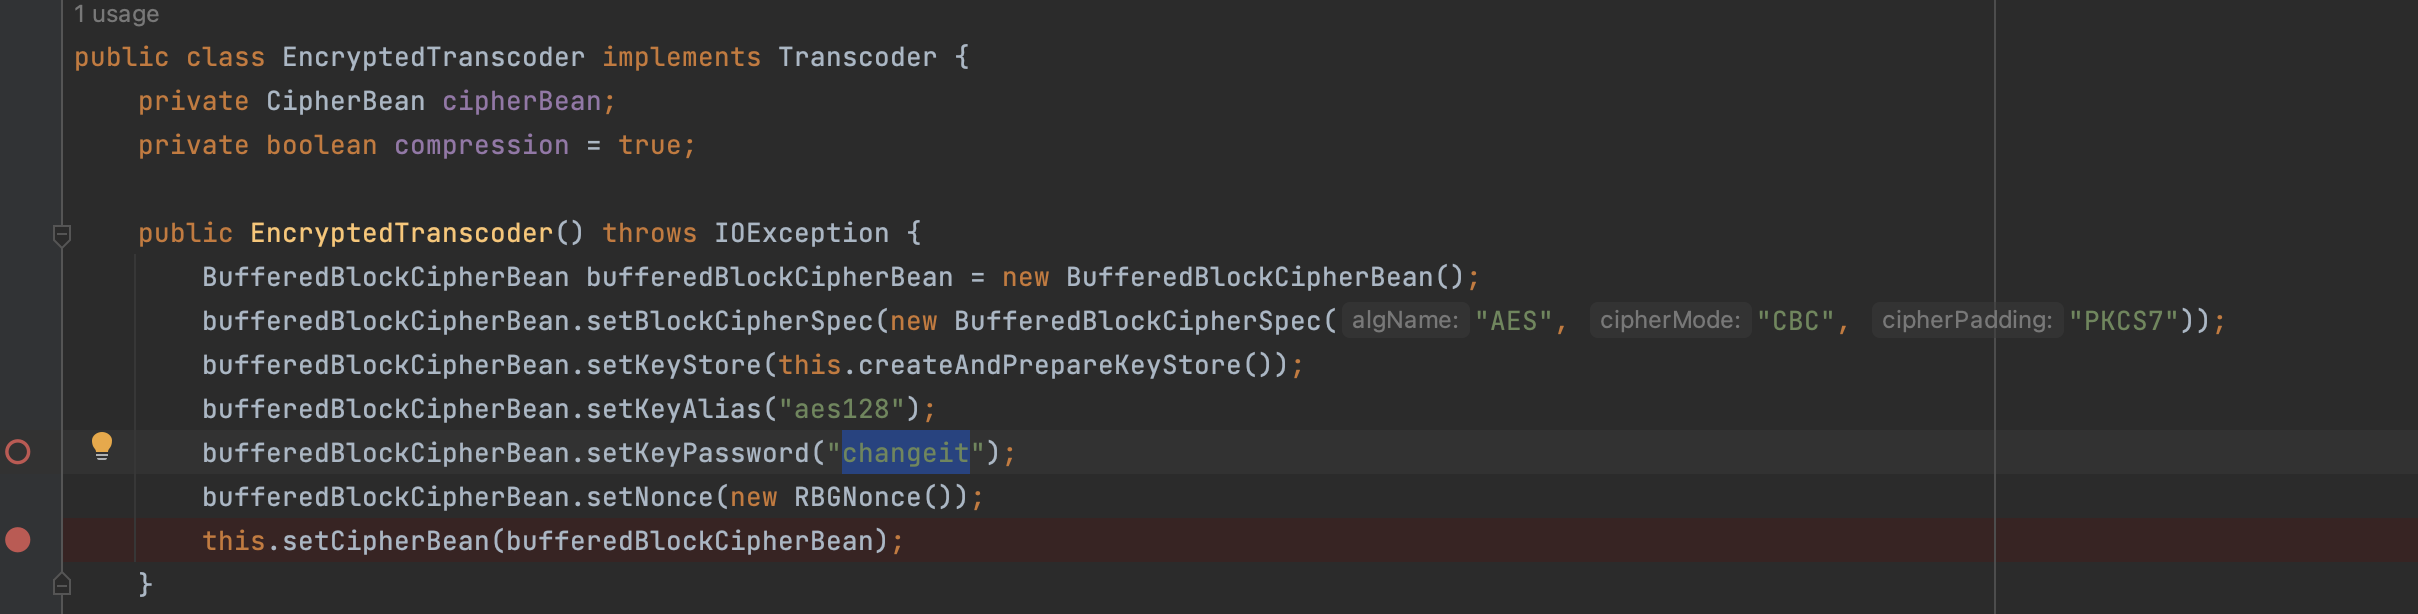 1 usage
public class EncryptedTranscoder implements Transcoder {
private CipherBean cipherBean;
private boolean compression = true;
public EncryptedTranscoder() throws IOException {
BufferedBlockCipherBean bufferedBlockCipherBean = new BufferedBlockCipherBean();
bufferedBlockCipherBean.setBlockCipherSpec(new BufferedBlockCipherSpec( algName: "AES", cipherMode: "CBC", cipherPadding: "PKCS7"));
bufferedBlockCipherBean.setKeyStore(this.createAndPrepareKeyStore());
bufferedBlockCipherBean.setKeyAlias("aes128");
bufferedBlockCipherBean.setKeyPassword("changeit");
bufferedBlockCipherBean.setNonce(new RBGNonce());
this.setCipherBean(bufferedBlockCipherBean);
}